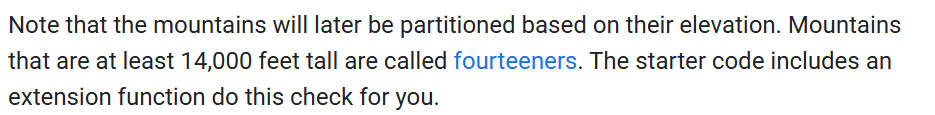 Note that the mountains will later be partitioned based on their elevation. Mountains
that are at least 14,000 feet tall are called fourteeners. The starter code includes an
extension function do this check for you.